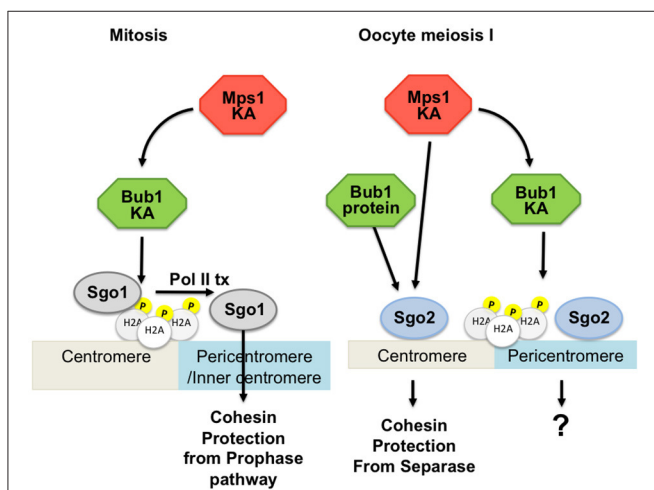 Mitosis
Oocyte meiosis I
Mps1
KA
Mps1
KA
Bub1
KA
Bub1
protein
Bub1
KA
Sgo1
Pol II tx
Sgo1
P
P
P
H2A
H2A
H2A
Sgo2
P
P
P
H2A
H2A
H2A
Sgo2
Centromere
Pericentromere
/Inner centromere
Centromere
Pericentromere
Cohesin
Protection
from Prophase
pathway
Cohesin
Protection
From Separase
?